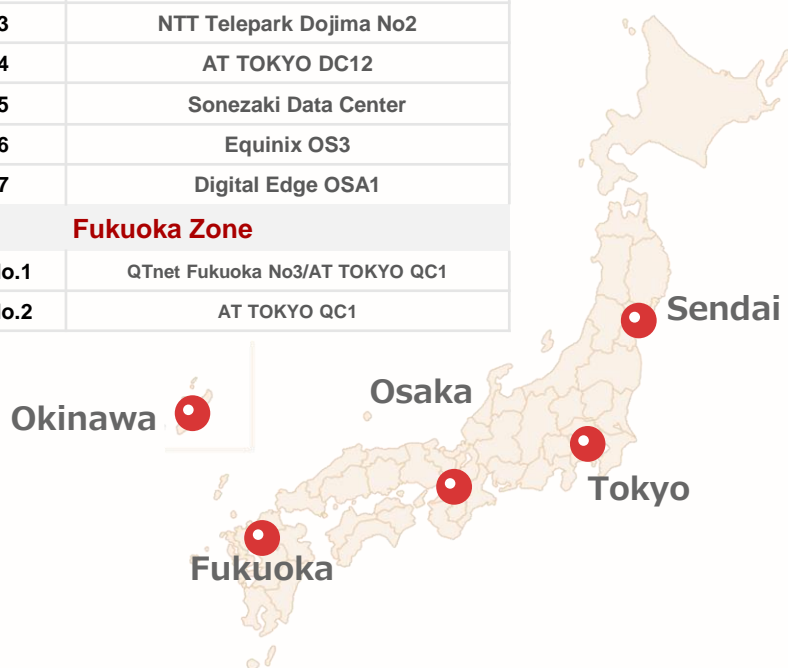 3 NTT Telepark Dojima No2
4 AT TOKYO DC12
5 Sonezaki Data Center
6 Equinix OS3
7 Digital Edge OSA1
Fukuoka Zone
o.1 QTnet Fukuoka No3/AT TOKYO QC1
o.2 AT TOKYO QC1
Sendai
Osaka
Okinawa
Tokyo
Fukuoka